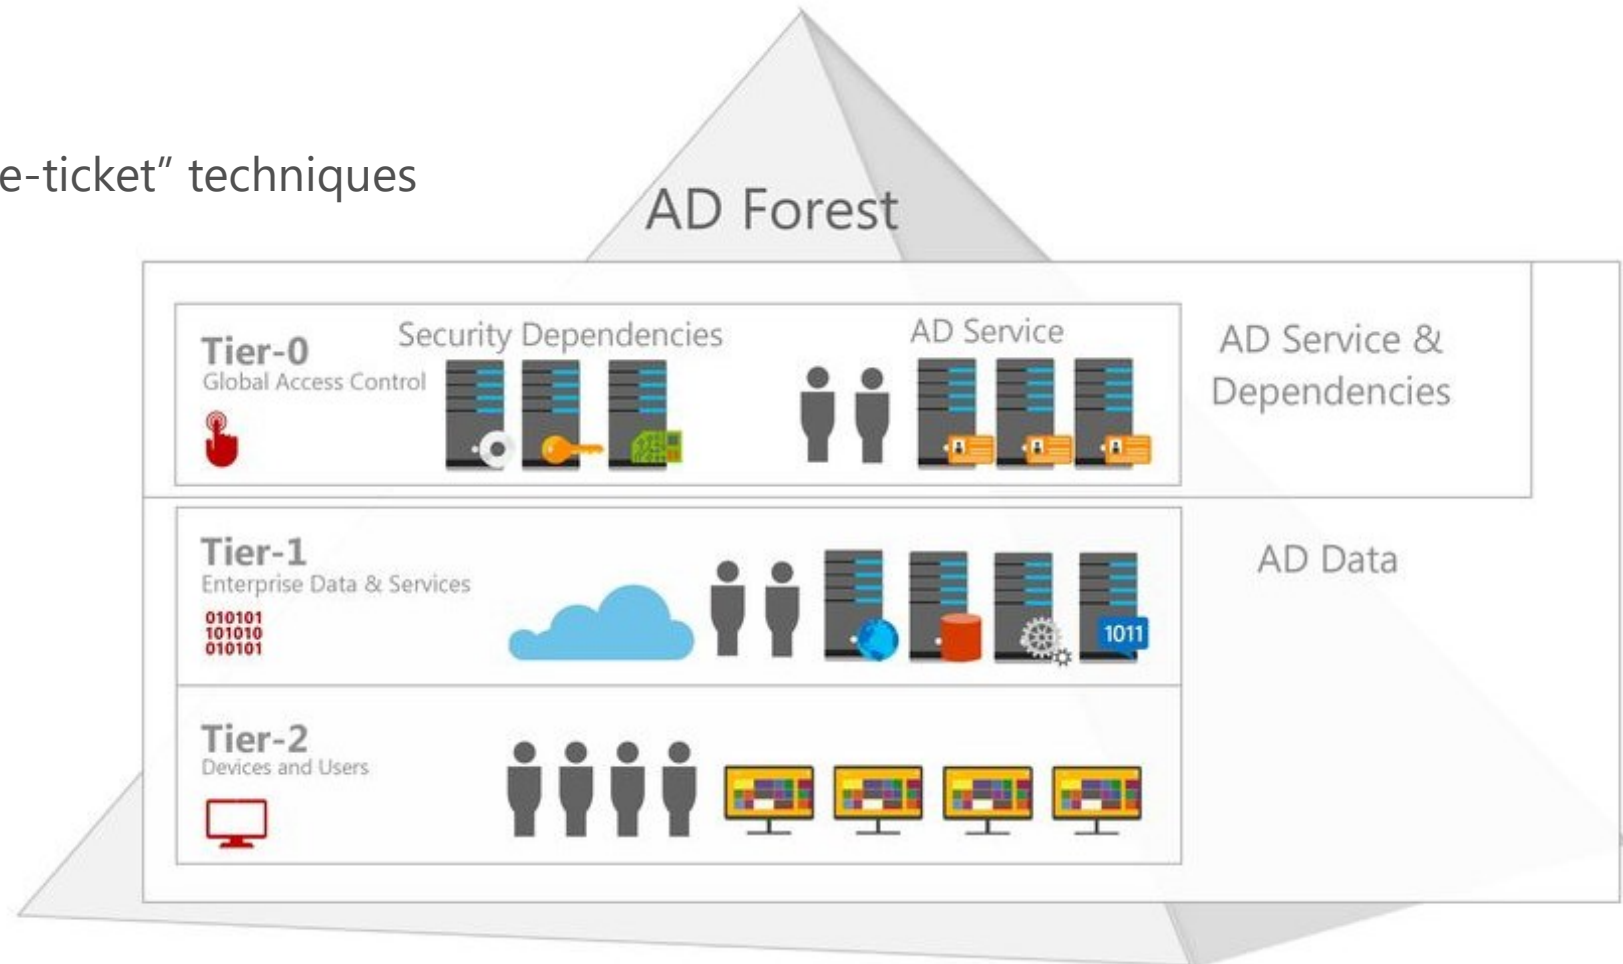 e-ticket” techniques
AD Forest
Tier-0
Global Access Control
Security Dependencies
AD Service
AD Service &
Dependencies
Tier-1
Enterprise Data & Services
010101
101010
010101
1011
AD Data
Tier-2
Devices and Users